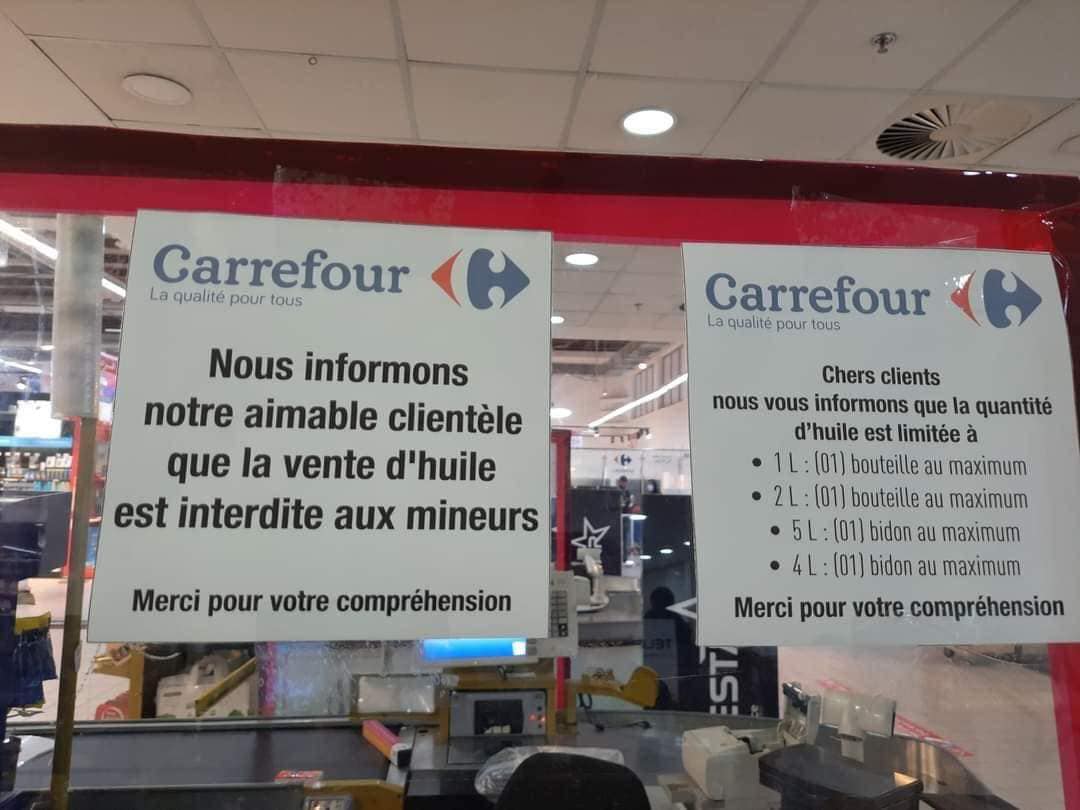 Carrefour
La qualité pour tous
Nous informons
notre aimable clientèle
que la vente d'huile
est interdite aux mineurs
Merci pour votre compréhension
Carrefour
La qualité pour tous
Chers clients
nous vous informons que la quantité
d'huile est limitée à
• 1 L : (01) bouteille au maximum
• 2 L : (01) bouteille au maximum
• 5 L : (01) bidon au maximum
• 4 L : (01) bidon au maximum
Merci pour votre compréhension